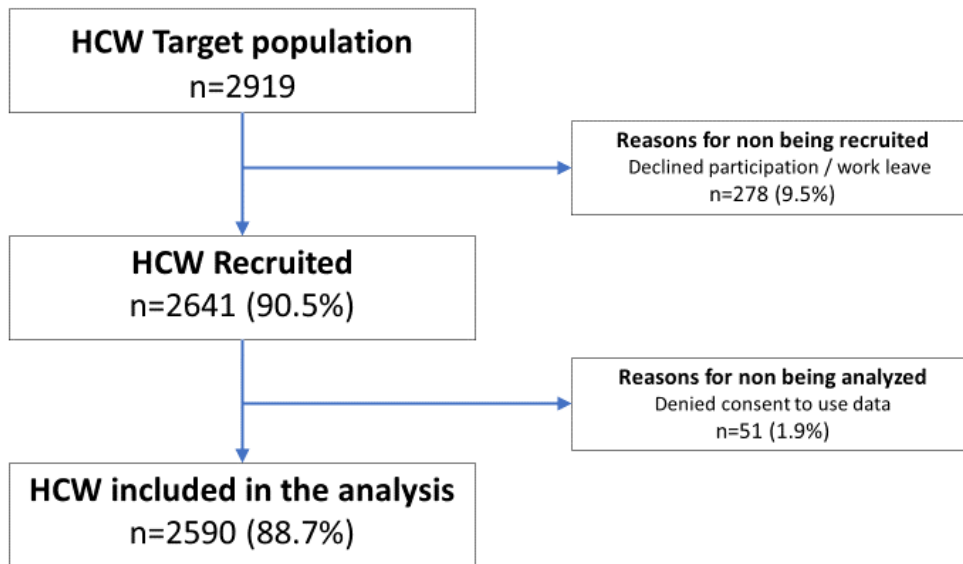 HCW Target population
n=2919
Reasons for non being recruited
Declined participation / work leave
n=278 (9.5%)
HCW Recruited
n=2641 (90.5%)
Reasons for non being analyzed
Denied consent to use data
n=51 (1.9%)
HCW included in the analysis
n=2590 (88.7%)